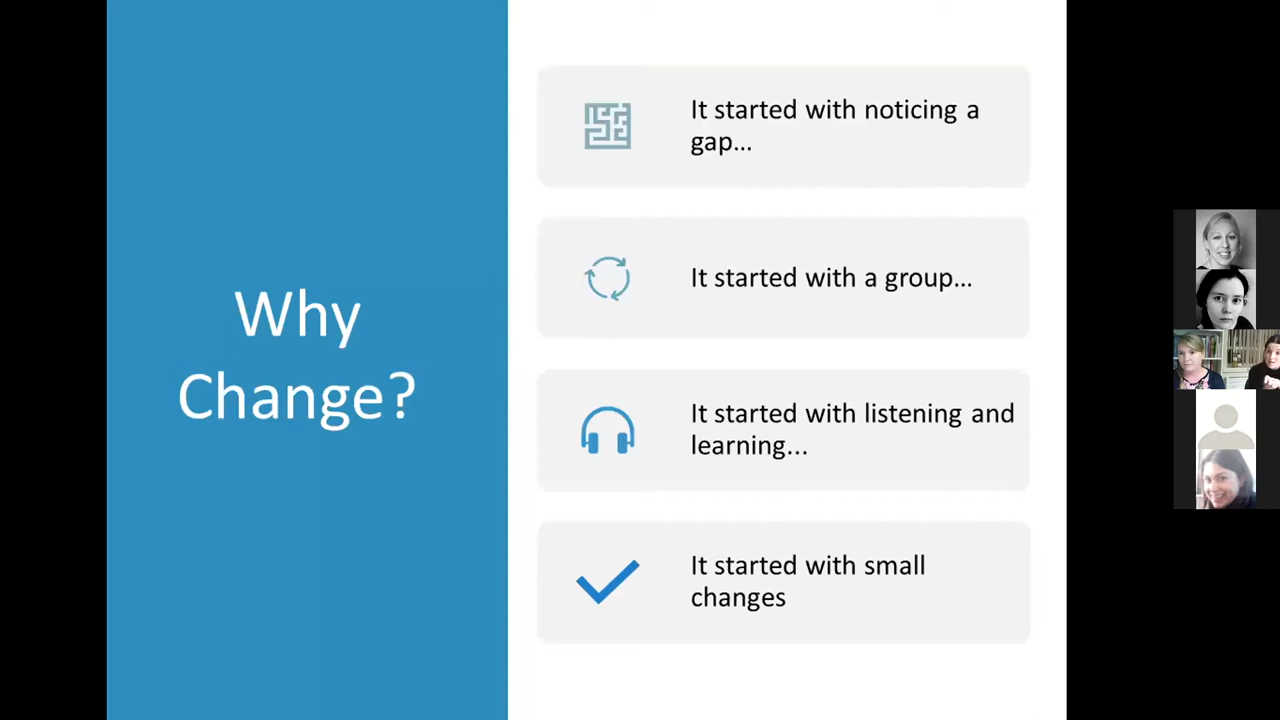 Why
Change?
It started with noticing a
gap...
It started with a group...
It started with listening and
learning...
It started with small
changes